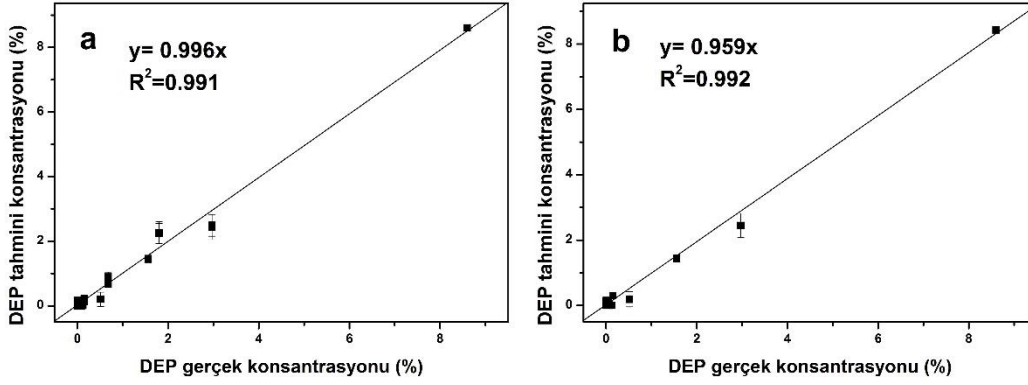 a
y= 0.996x
R²=0.991
DEP tahmini konsantrasyonu (%)
8
6
4
2
0
0 2 4 6 8
DEP gerçek konsantrasyonu (%)
b
y= 0.959x
R²=0.992
DEP tahmini konsantrasyonu (%)
8
6
4
2
0
0 2 4 6 8
DEP gerçek konsantrasyonu (%)